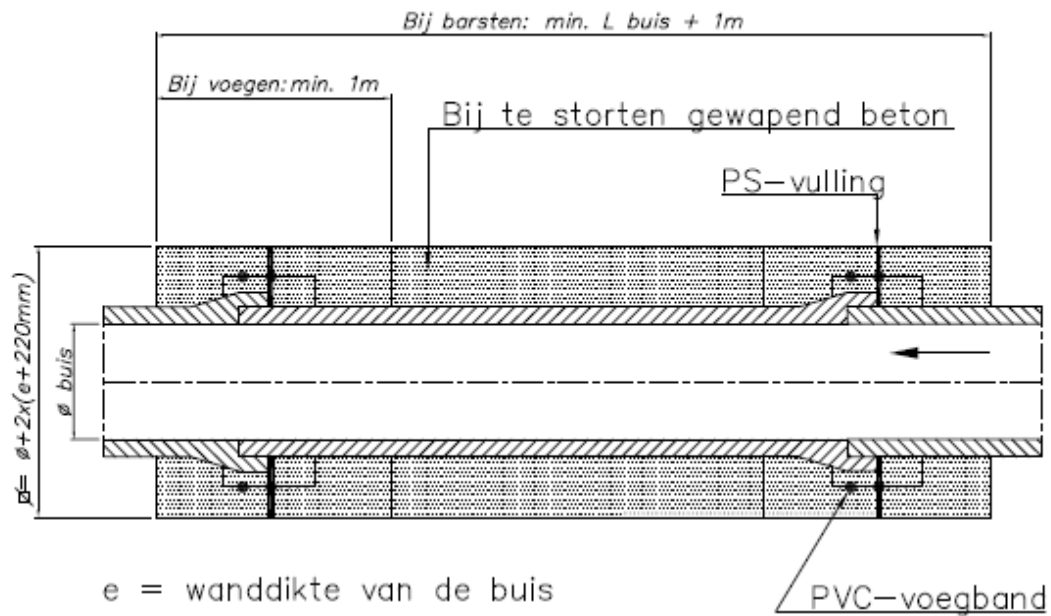 Bij barsten: min. L buis + 1m
Bij voegen: min. 1m
Bij te storten gewapend beton
PS-vulling
ø buis
⌀= ø+2x(e+220mm)
e = wanddikte van de buis
PVC-voegband